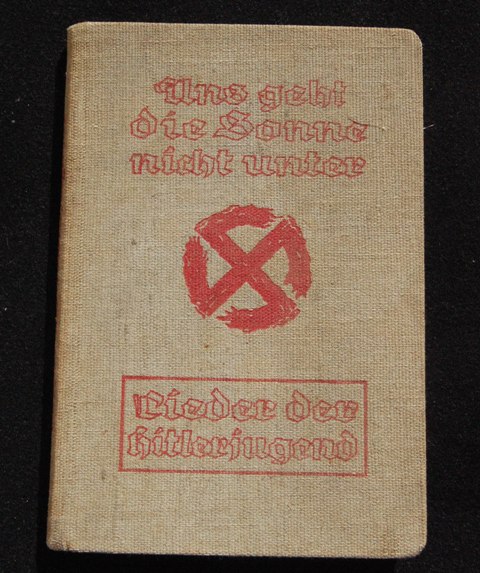 Uns geht
die Sonne
nicht unter
Lieder der
Hitlerjugend